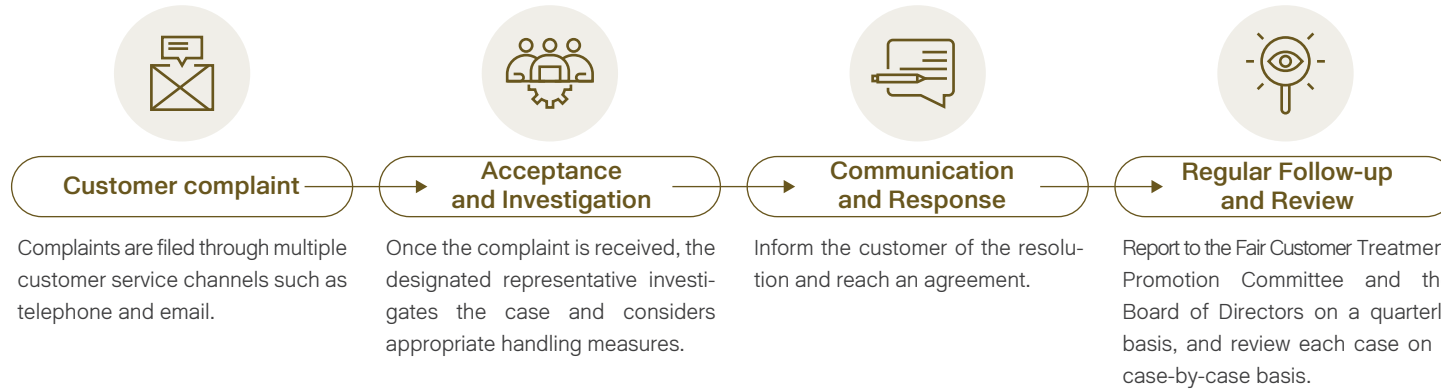 Customer complaint
Complaints are filed through multiple
customer service channels such as
telephone and email.
Acceptance
and Investigation
Once the complaint is received, the
designated representative investi-
gates the case and considers
appropriate handling measures.
Communication
and Response
Inform the customer of the resolu-
tion and reach an agreement.
Regular Follow-up
and Review
Report to the Fair Customer Treatmen
Promotion Committee and th
Board of Directors on a quarterl
basis, and review each case on
case-by-case basis.